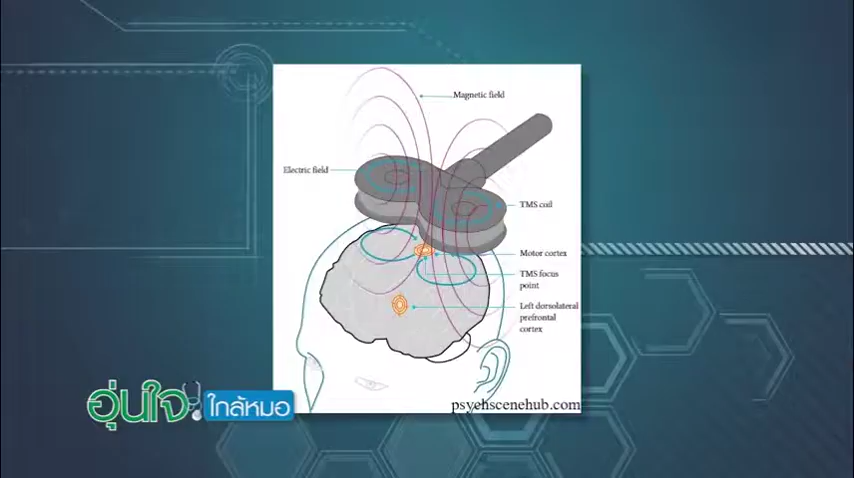 Magnetic field
Electric field
TMS coil
Motor cortex
TMS focus
point
Left dorsolateral
prefrontal
cortex
psychscenehub.com
อุ่นใจ
ใกล้หมอ